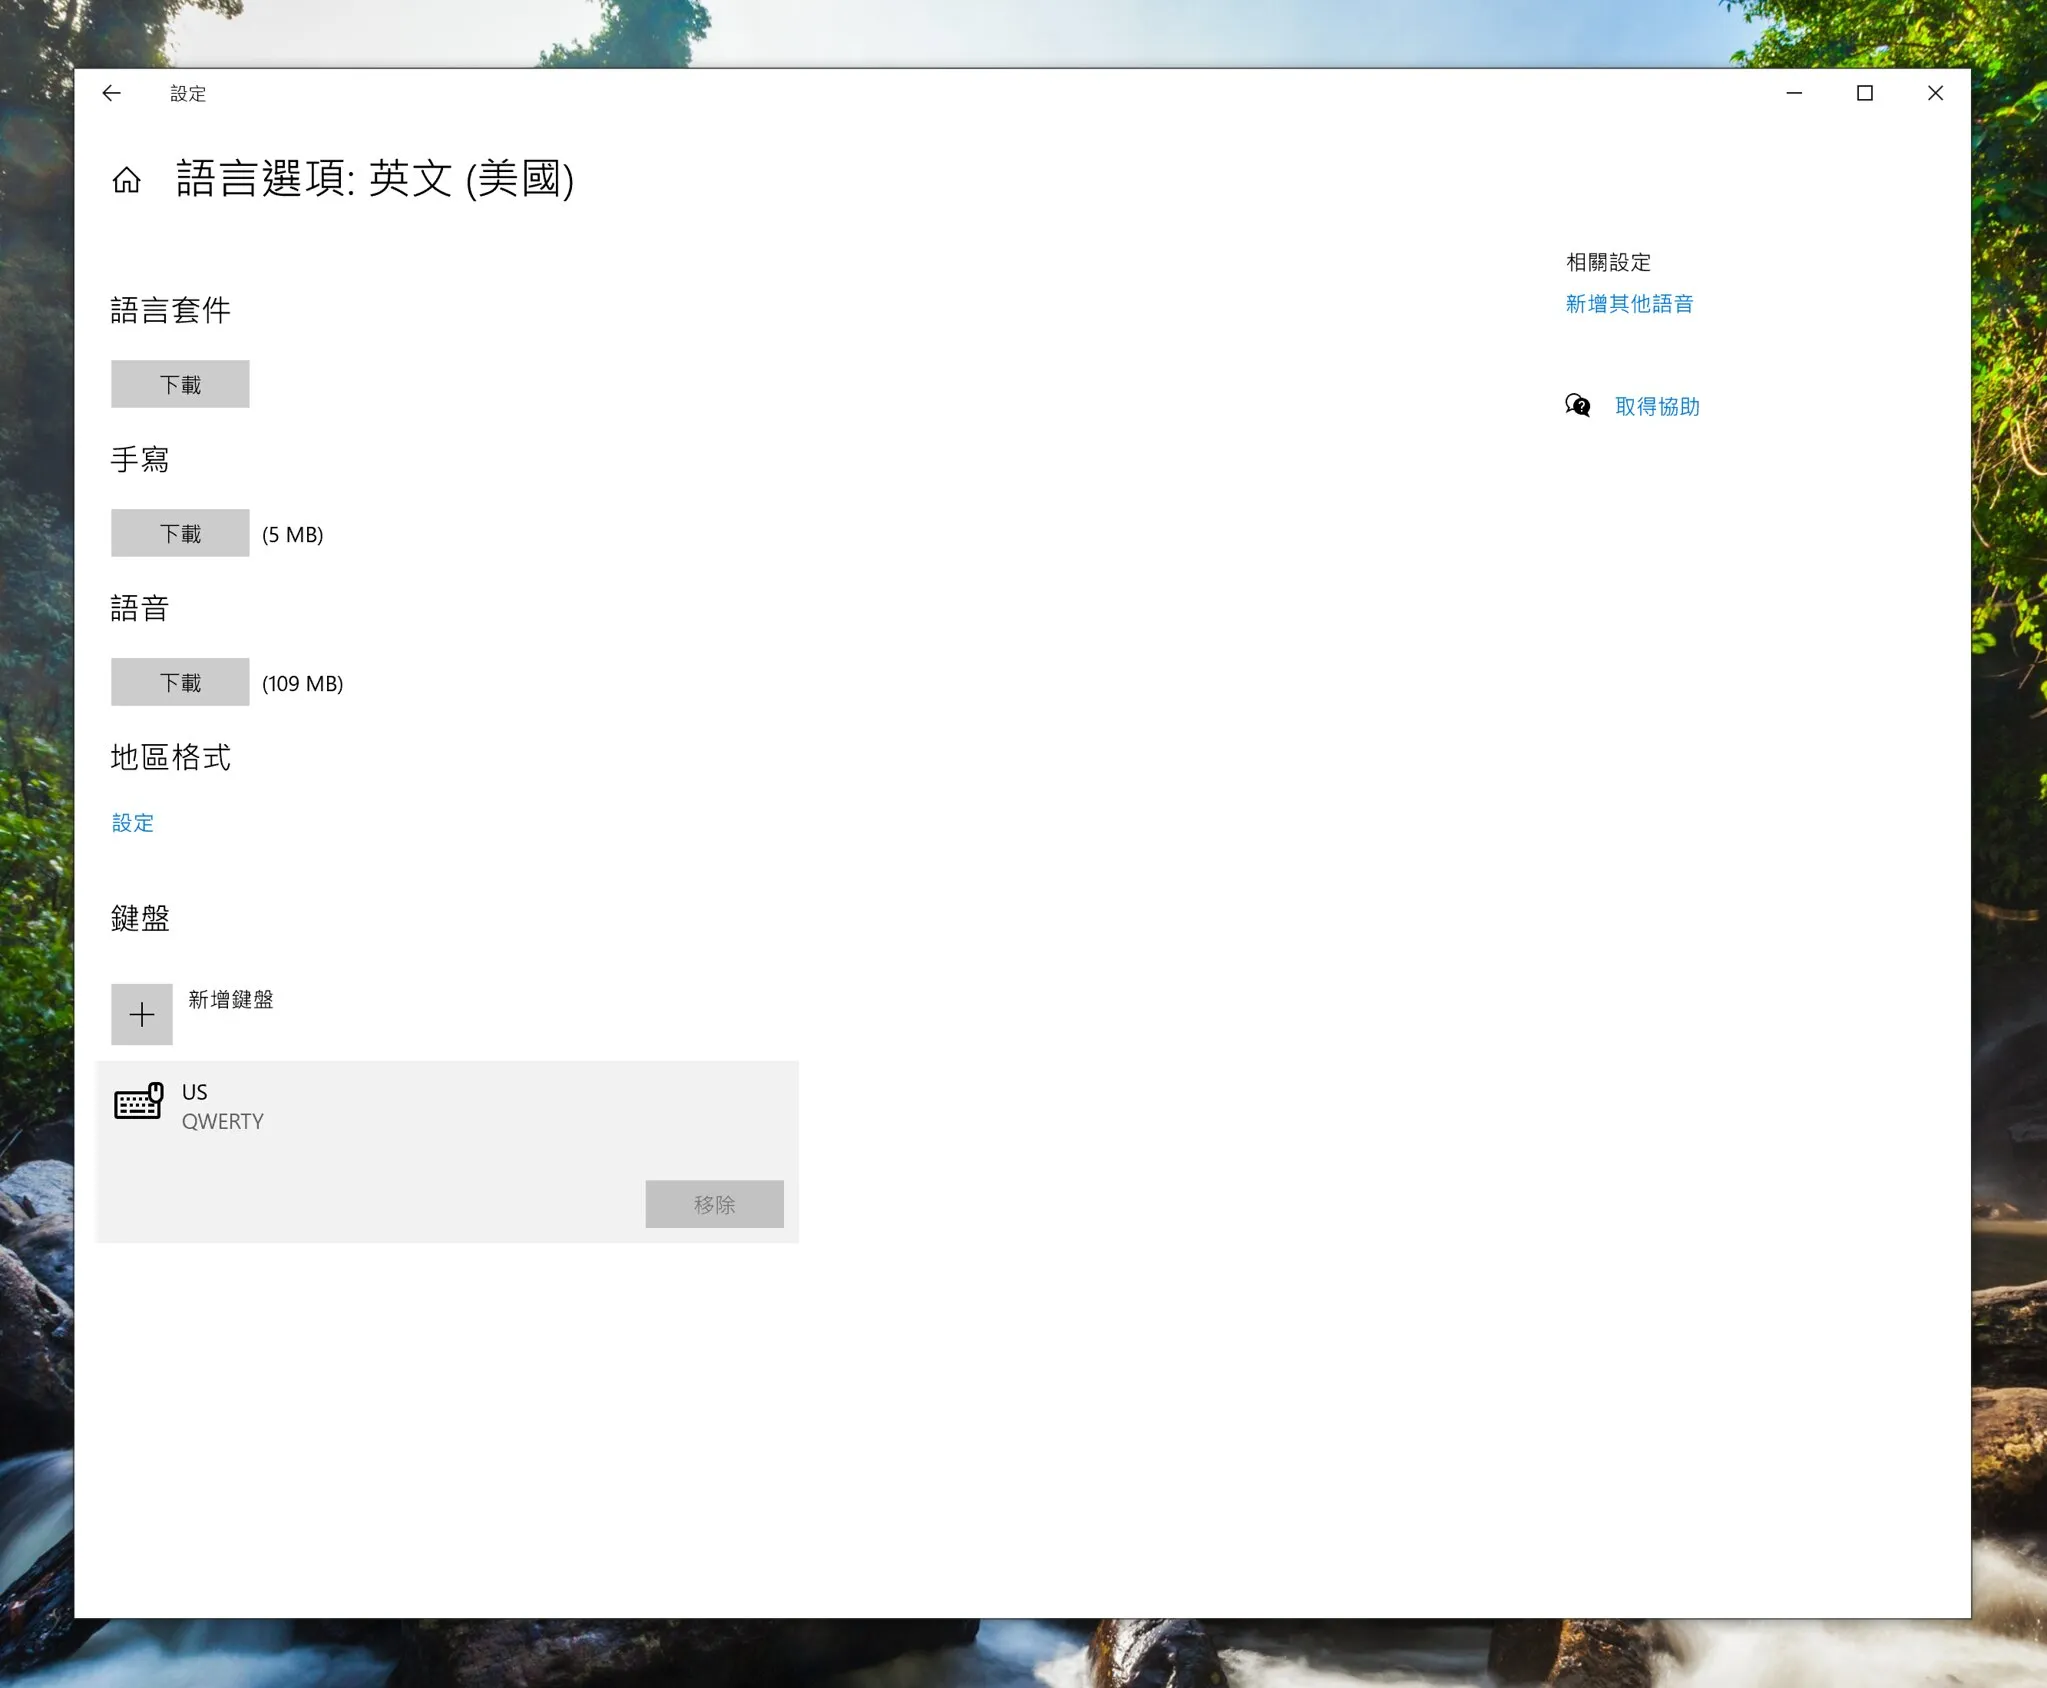 設定
語言選項: 英文 (美國)
語言套件
下載
手寫
下載 (5 MB)
語音
下載 (109 MB)
地區格式
設定
鍵盤
新增鍵盤
US
QWERTY
移除
相關設定
新增其他語音
取得協助